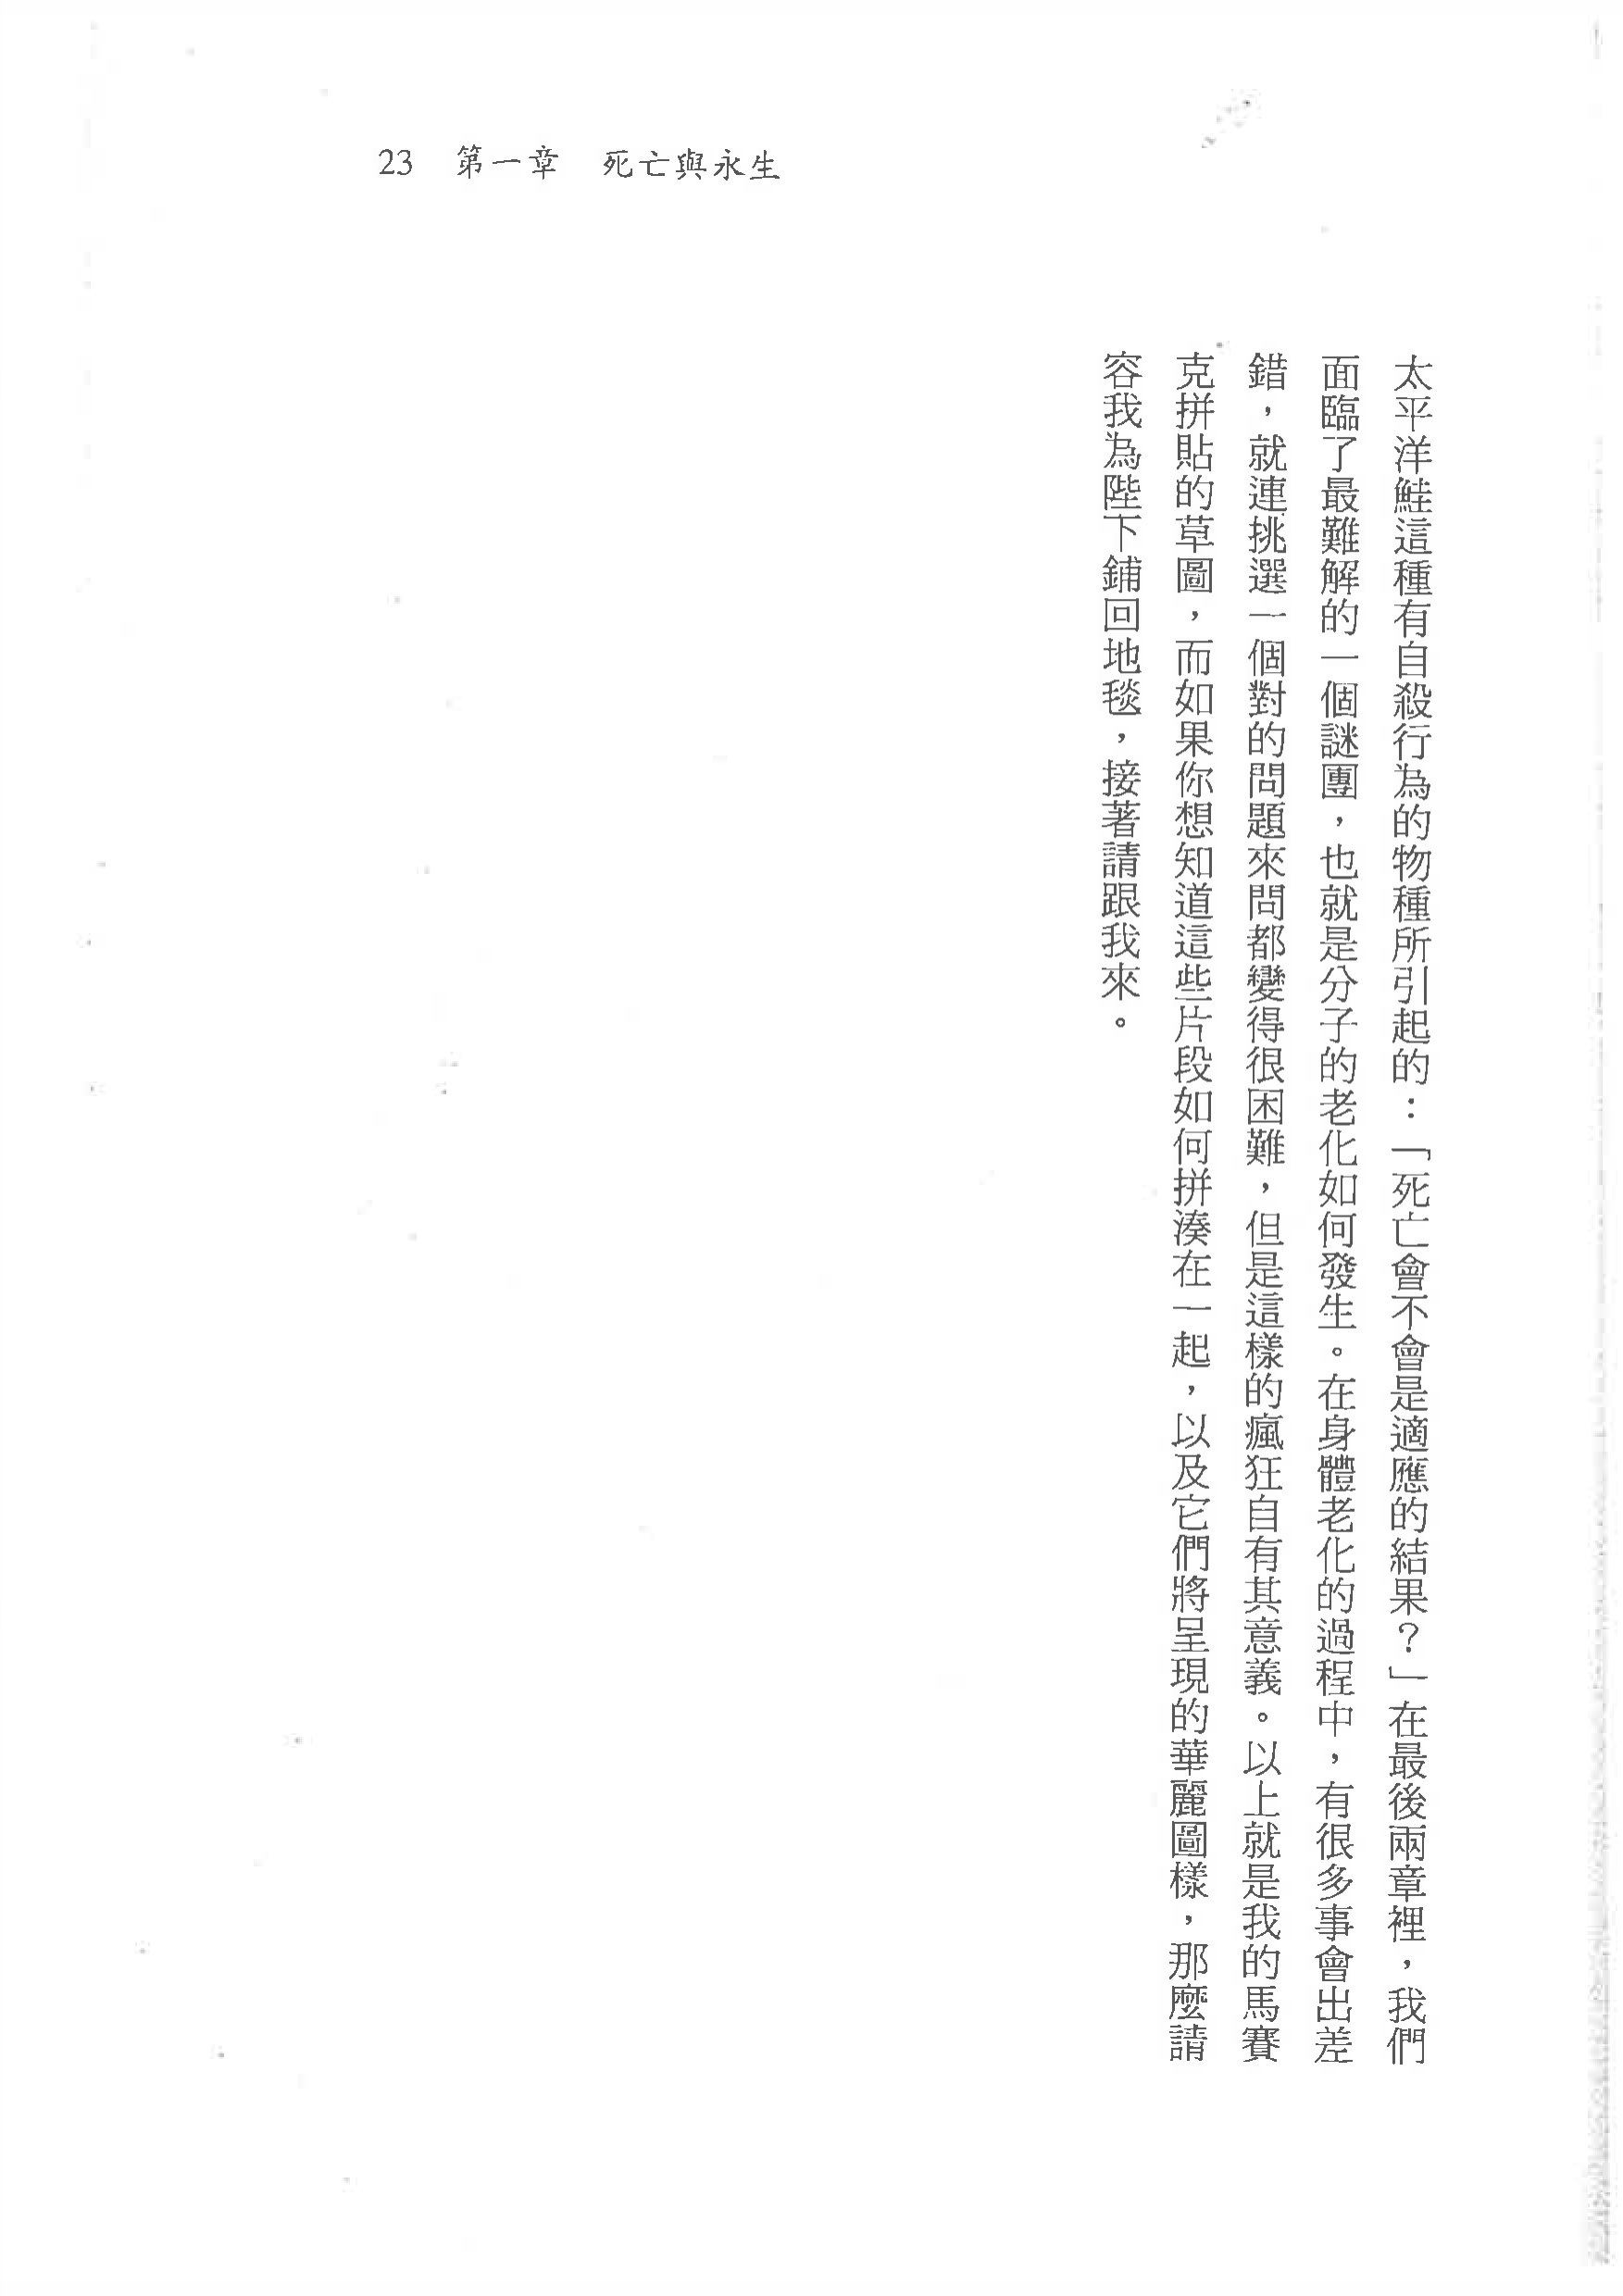 23 第一章 死亡與永生
太平洋鮭這種有自殺行為的物種所引起的：「死亡會不會是適應的結果？」在最後兩章裡，我們
面臨了最難解的一個謎團，也就是分子的老化如何發生。在身體老化的過程中，有很多事會出差
錯，就連挑選一個對的問題來問都變得很困難，但是這樣的瘋狂自有其意義。以上就是我的馬賽
克拼貼的草圖，而如果你想知道這些片段如何拼湊在一起，以及它們將呈現的華麗圖樣，那麼請
容我為陛下鋪回地毯，接著請跟我來。